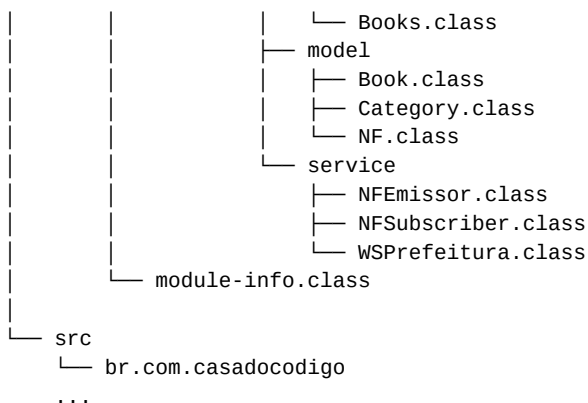 │           │               │   └── Books.class
│           │               ├── model
│           │               │   ├── Book.class
│           │               │   ├── Category.class
│           │               │   └── NF.class
│           │               └── service
│           │                   ├── NFEmissor.class
│           │                   ├── NFSubscriber.class
│           │                   └── WSPrefeitura.class
│           └── module-info.class
│
└── src
    └── br.com.casadocodigo
    ...